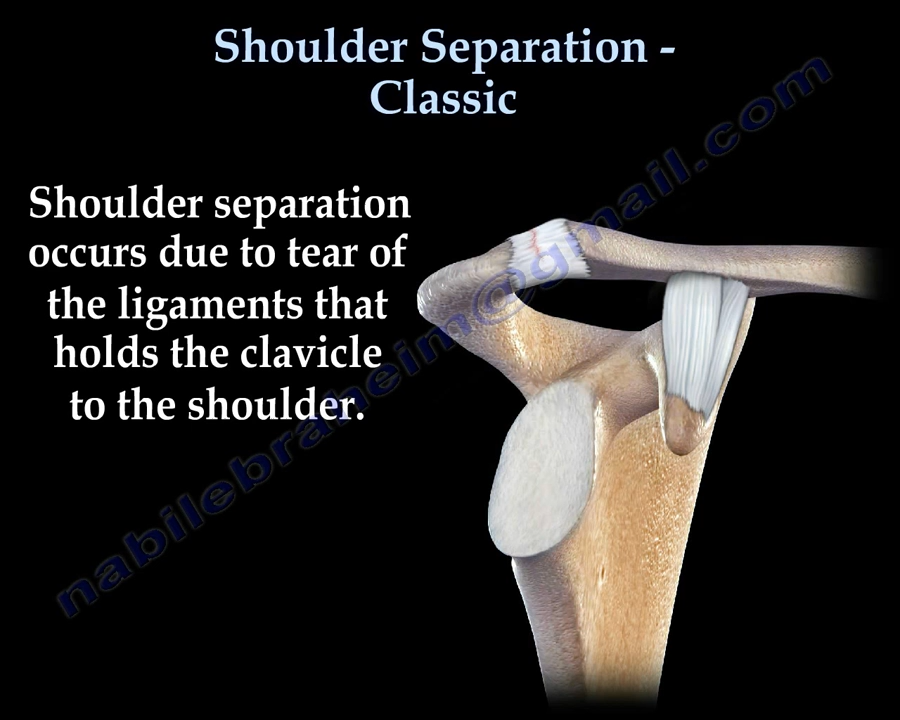 Shoulder Separation -
Classic
Shoulder separation
occurs due to tear of
the ligaments that
holds the clavicle
to the shoulder.
nabilebraheim@gmail.com